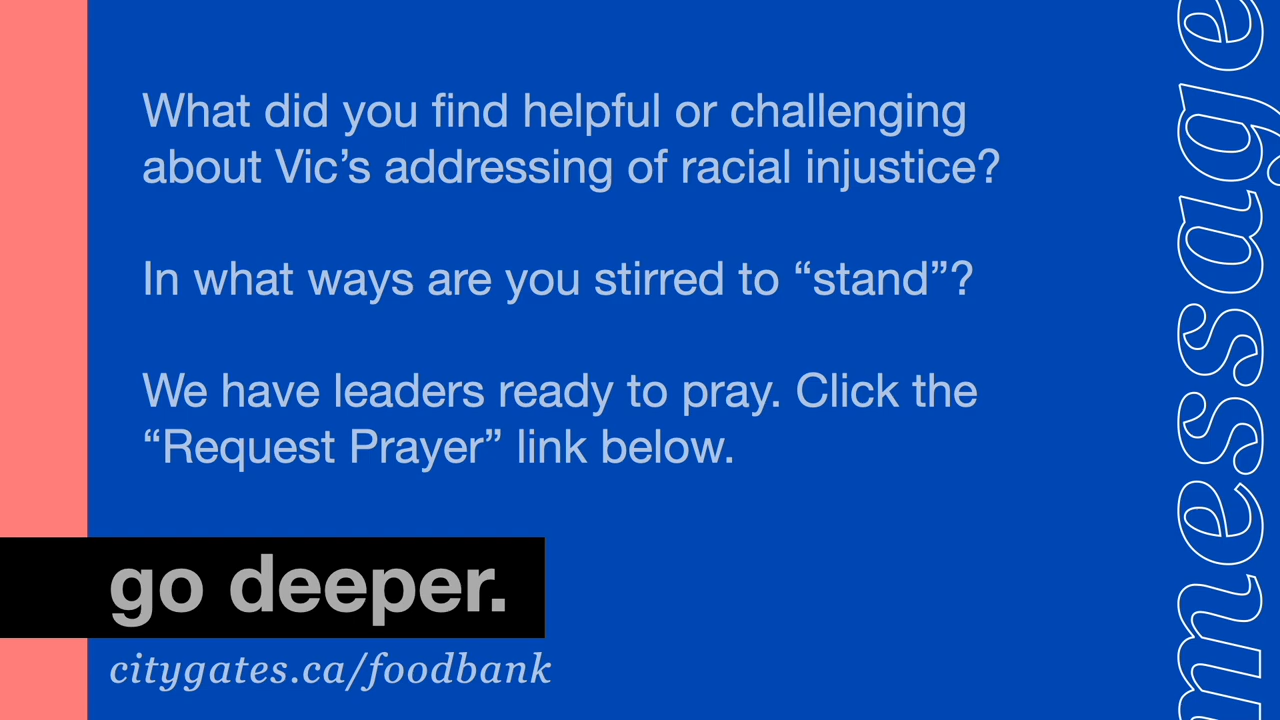 What did you find helpful or challenging
about Vic’s addressing of racial injustice?
In what ways are you stirred to “stand”?
We have leaders ready to pray. Click the
“Request Prayer” link below.
go deeper.
citygates.ca/foodbank
message